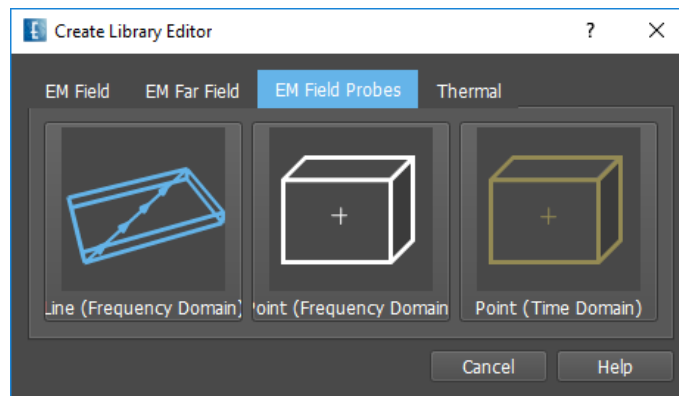 Create Library Editor ?
EM Field EM Far Field EM Field Probes Thermal
Line (Frequency Domain) Point (Frequency Domain Point (Time Domain)
Cancel Help